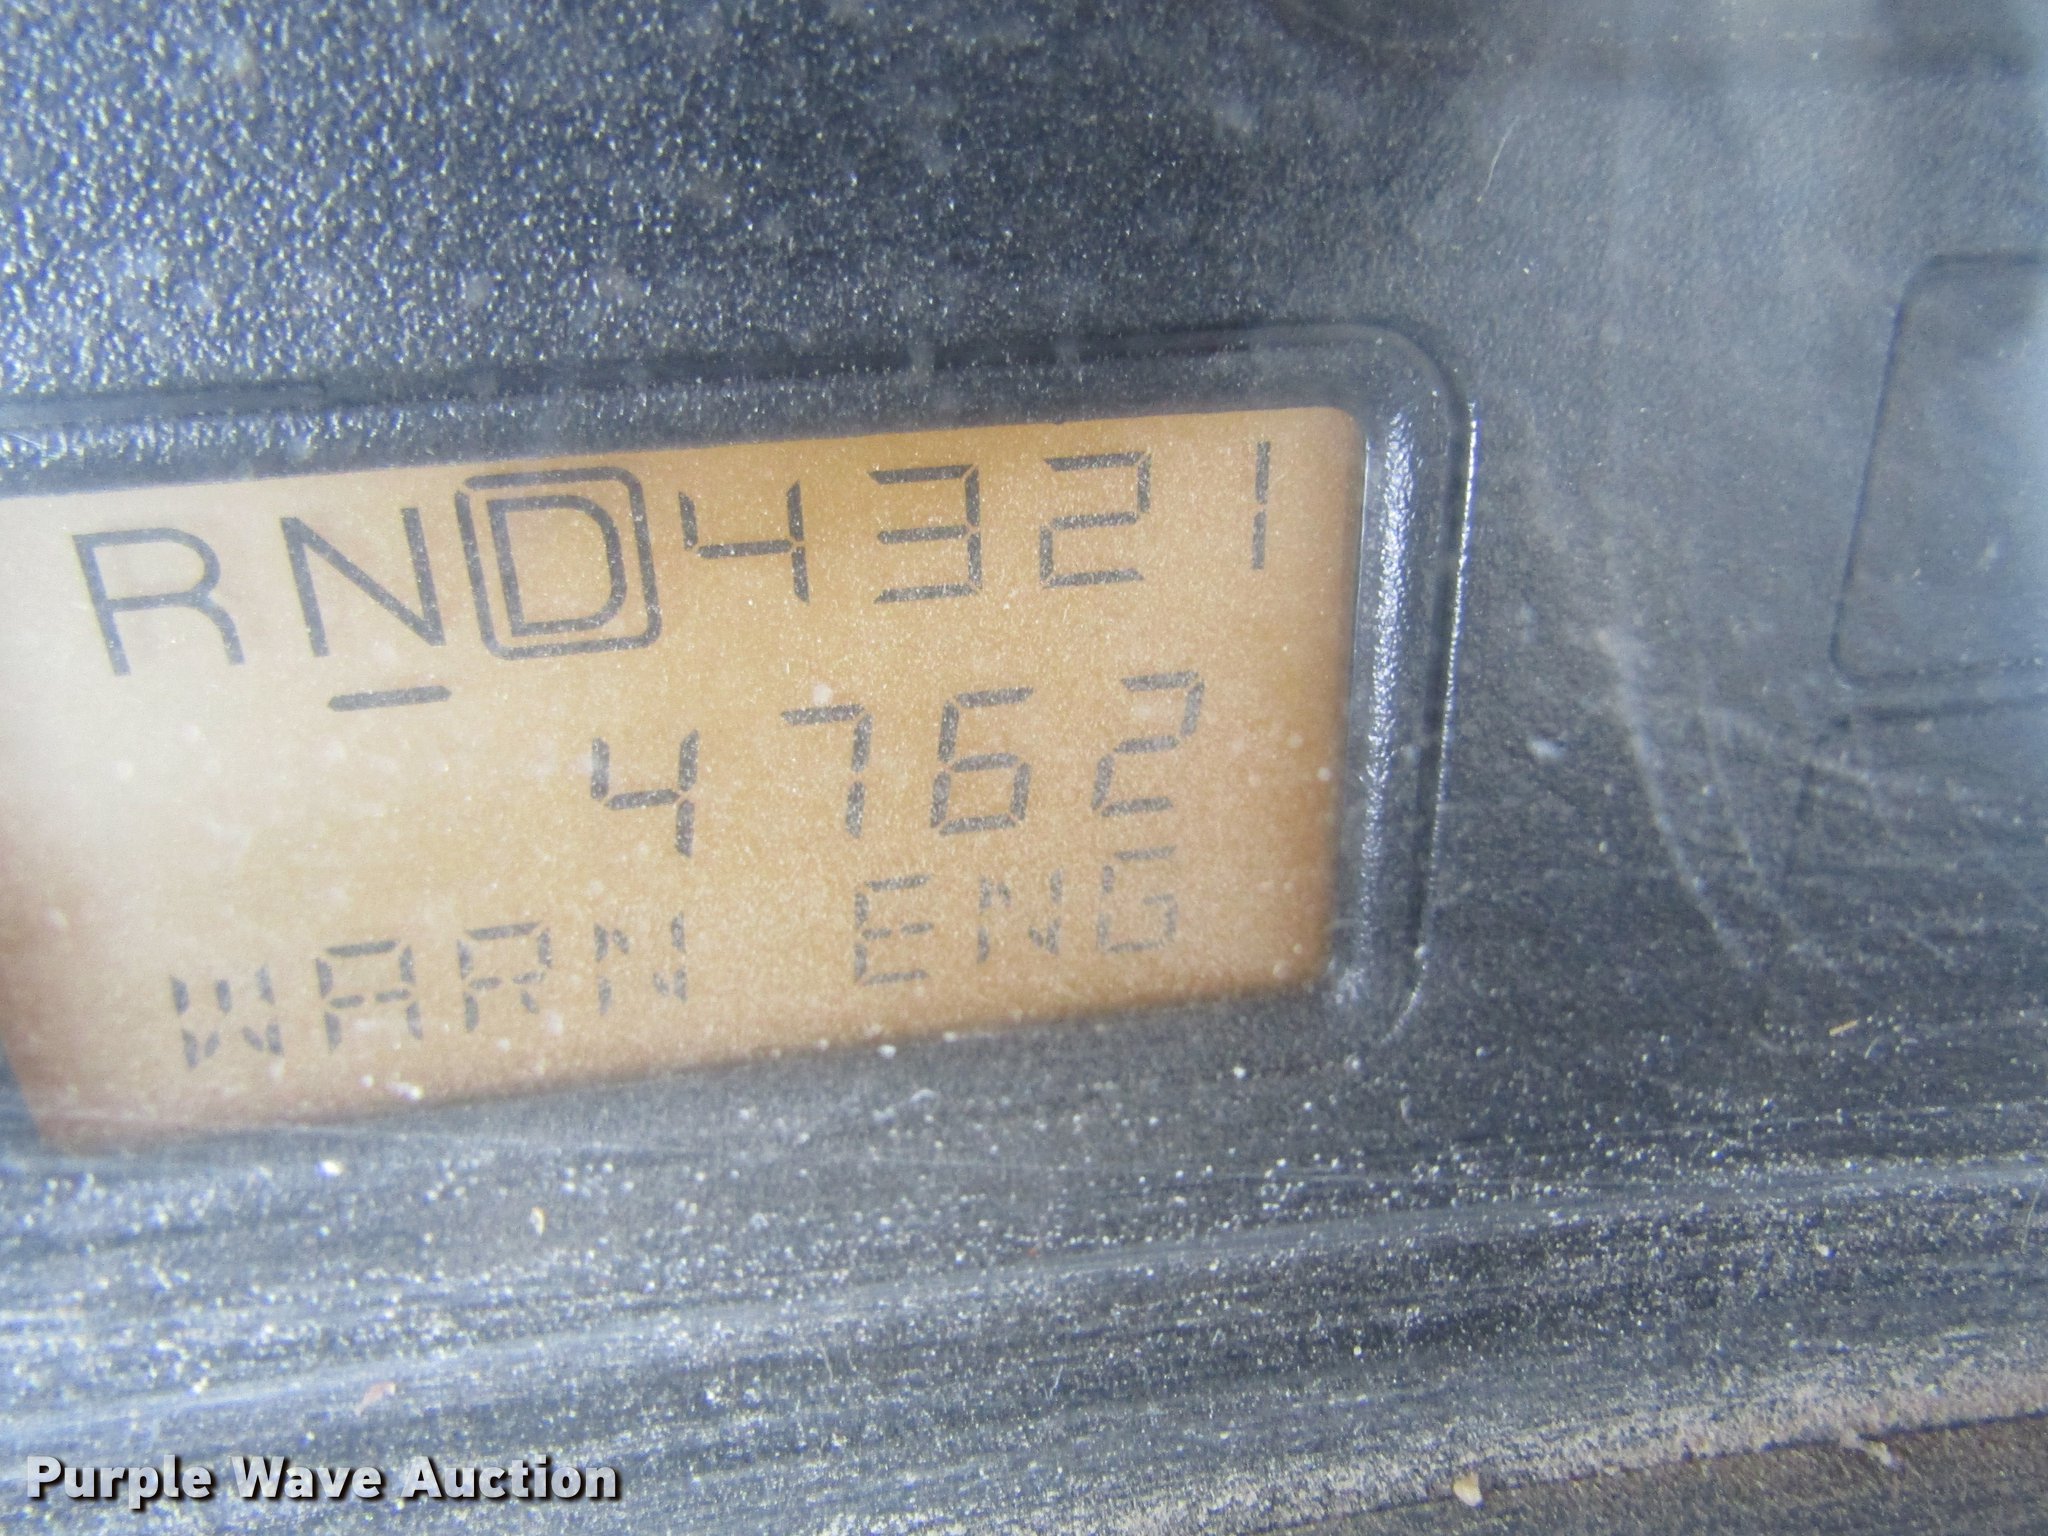 RND4321
4762
WARN ENG
Purple Wave Auction